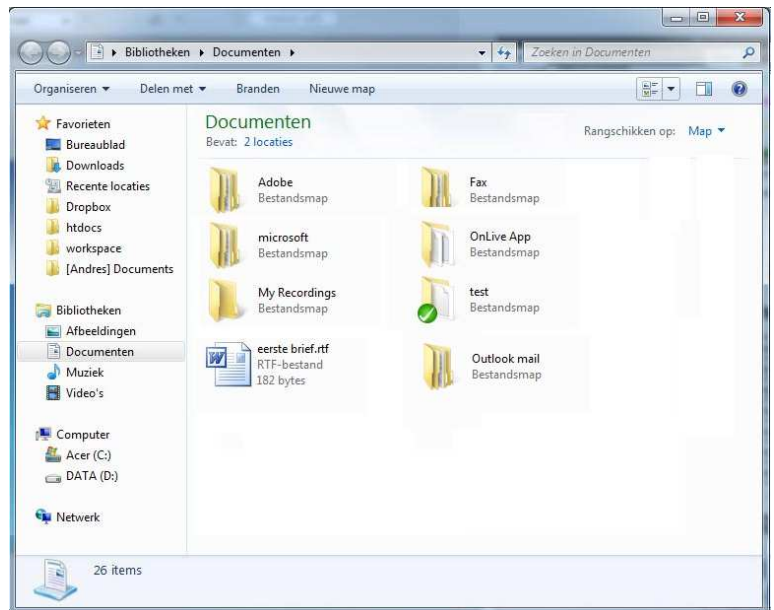 Bibliotheken Documenten
Zoeken in Documenten
Organiseren Delen met Branden Nieuwe map
Favorieten
Bureaublad
Downloads
Recente locaties
Dropbox
htdocs
workspace
[Andres] Documents
Bibliotheken
Afbeeldingen
Documenten
Muziek
Video's
Computer
Acer (C:)
DATA (D:)
Netwerk
Documenten
Bevat: 2 locaties
Rangschikken op: Map
Adobe
Bestandsmap
Fax
Bestandsmap
microsoft
Bestandsmap
OnLive App
Bestandsmap
My Recordings
Bestandsmap
test
Bestandsmap
eerste brief.rtf
RTF-bestand
182 bytes
Outlook mail
Bestandsmap
26 items